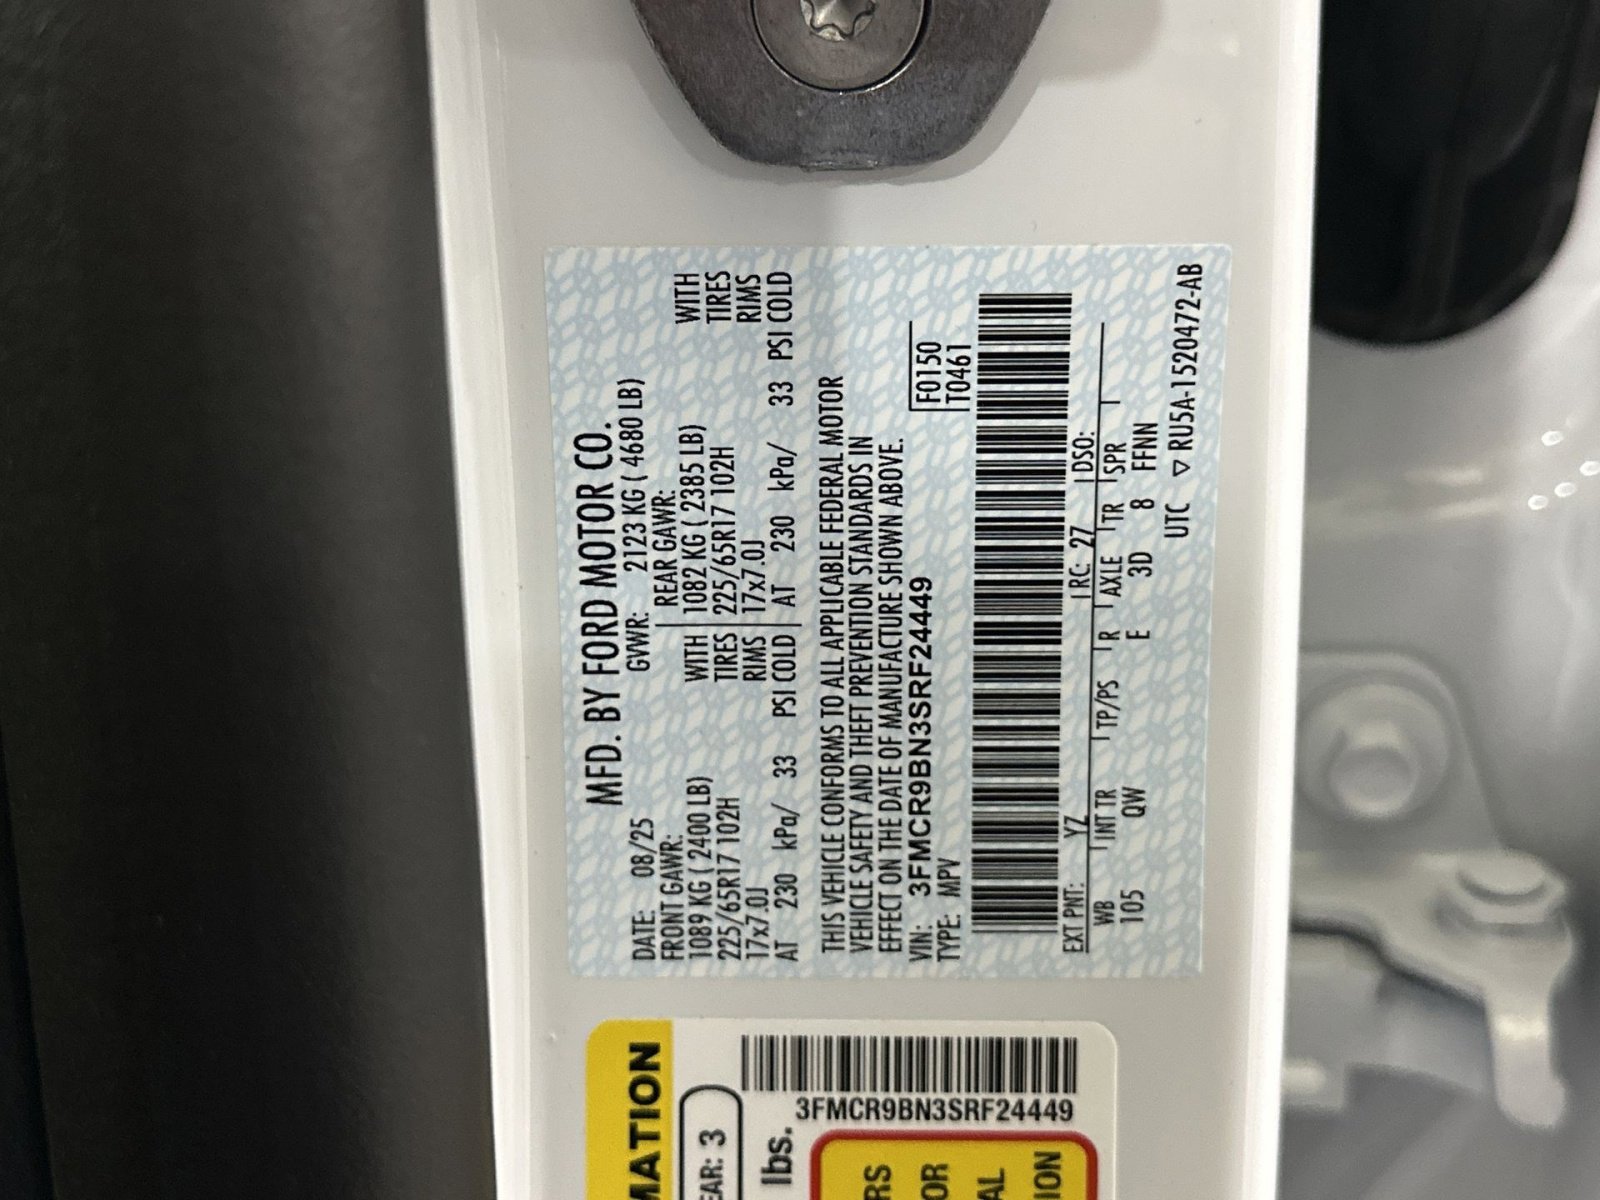 MFD. BY FORD MOTOR CO.
DATE: 08/25 GVWR: 2123 KG ( 4680 LB)
FRONT GAWR: REAR GAWR:
1089 KG ( 2400 LB) WITH 1082 KG ( 2385 LB) WITH
225/65R17 102H TIRES 225/65R17 102H TIRES
17x7.0J RIMS 17x7.0J RIMS
AT 230 kPa/ 33 PSI COLD AT 230 kPa/ 33 PSI COLD
THIS VEHICLE CONFORMS TO ALL APPLICABLE FEDERAL MOTOR
VEHICLE SAFETY AND THEFT PREVENTION STANDARDS IN
EFFECT ON THE DATE OF MANUFACTURE SHOWN ABOVE.
VIN: 3FMCR9BN3SRF24449 F0150
TYPE: MPV T0461
EXT PNT: YZ RC: 27 DSO:
WB INT TR TP/PS R AXLE TR SPR
105 QW E 3D 8 FFNN
UTC ▽ RU5A-1520472-AB
MATION
EAR: 3
3FMCR9BN3SRF24449
lbs.
RS
OR
AL
ION